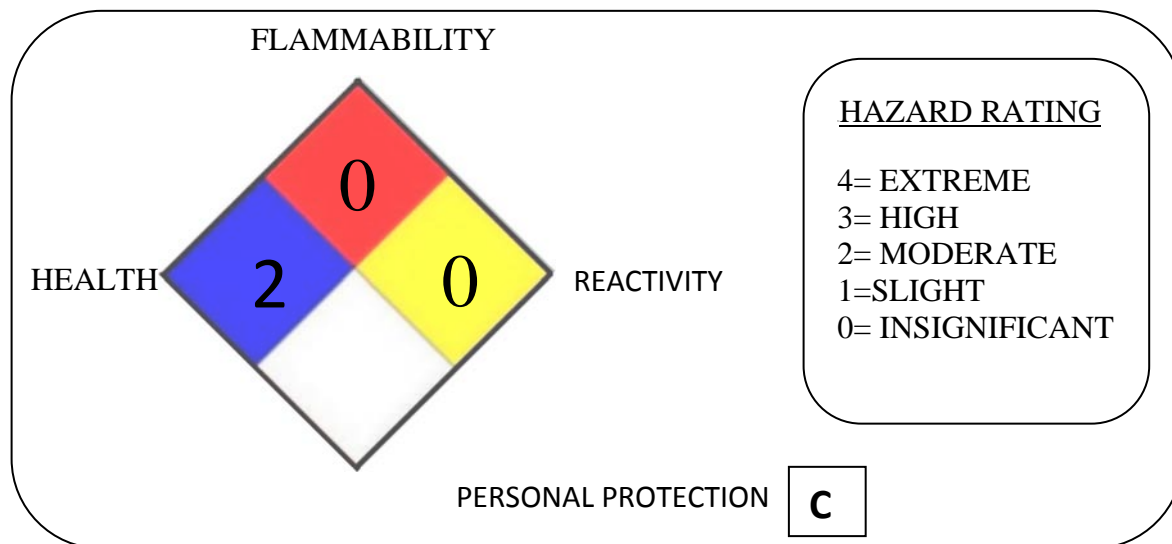 FLAMMABILITY
0
HEALTH
2
0
REACTIVITY
HAZARD RATING
4= EXTREME
3= HIGH
2= MODERATE
1=SLIGHT
0= INSIGNIFICANT
PERSONAL PROTECTION C